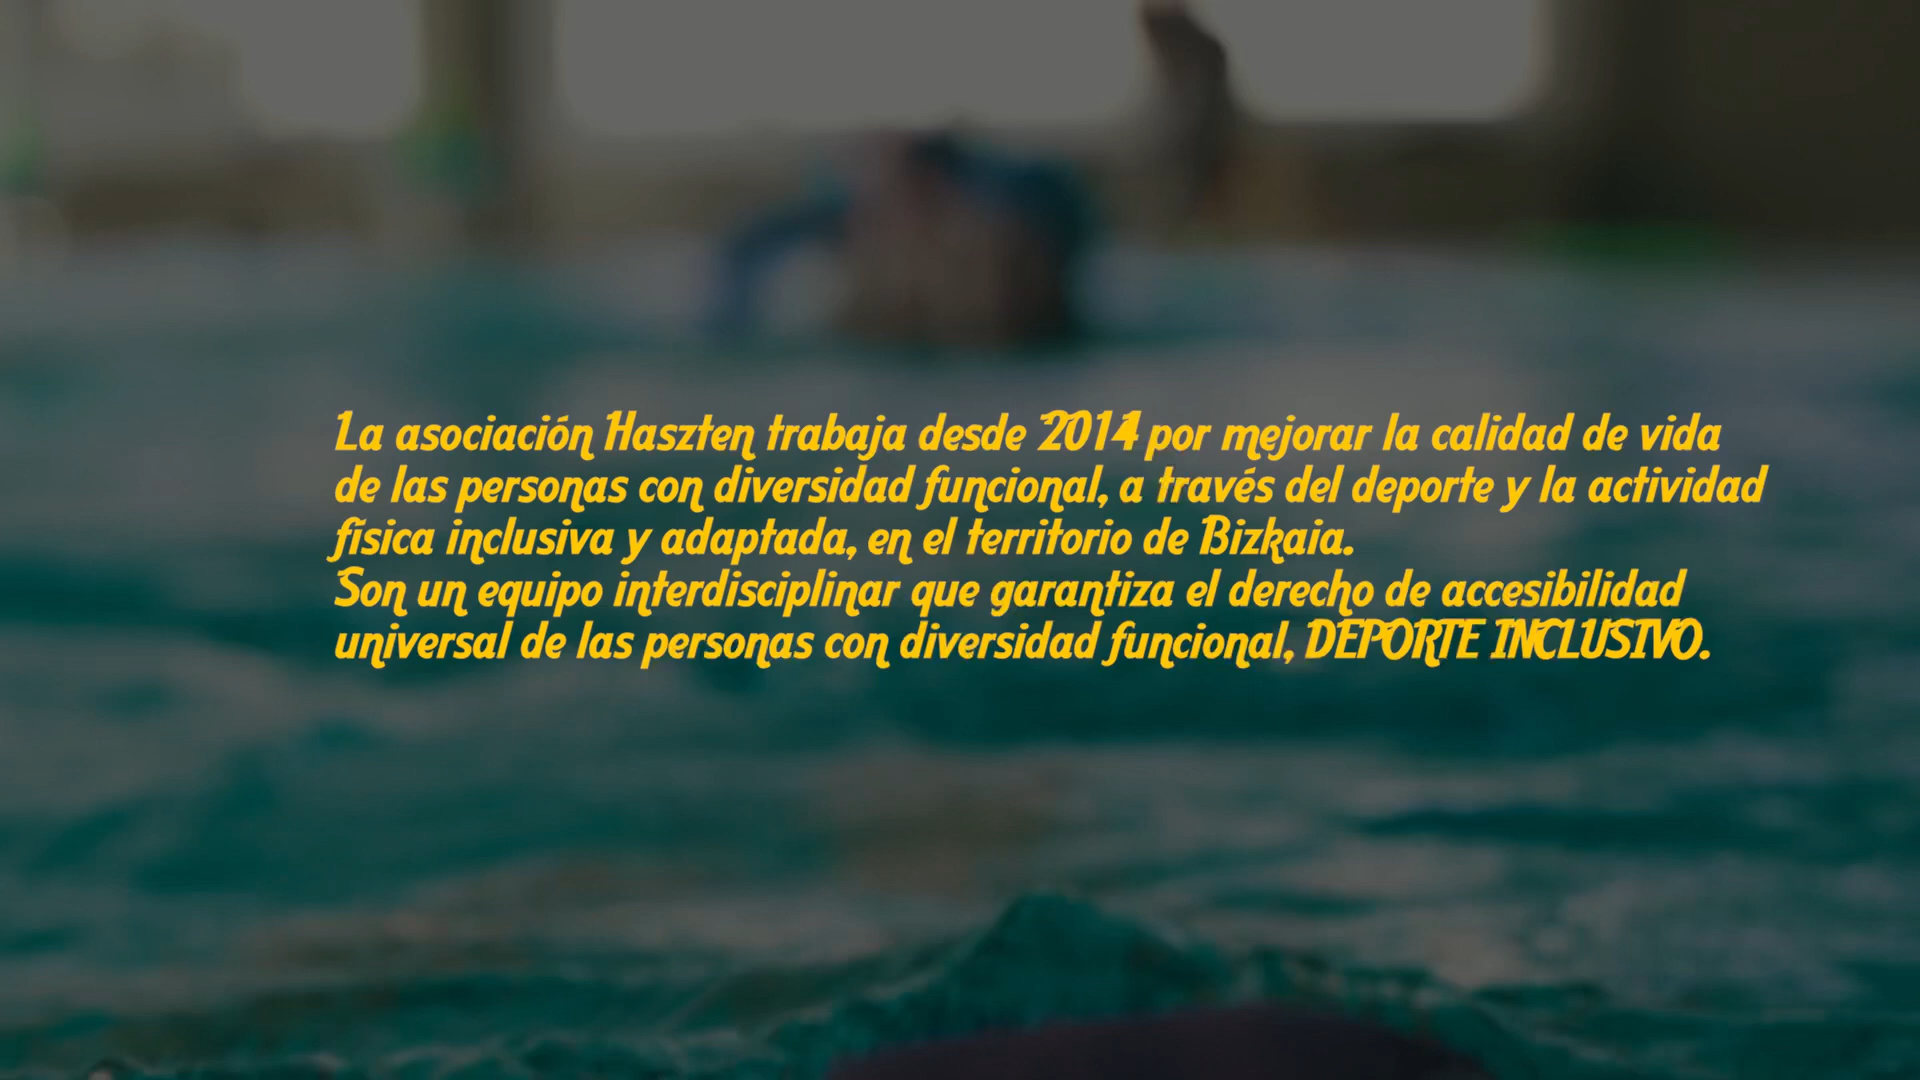 La asociación Haszten trabaja desde 2014 por mejorar la calidad de vida
de las personas con diversidad funcional, a través del deporte y la actividad
física inclusiva y adaptada, en el territorio de Bizkaia.
Son un equipo interdisciplinar que garantiza el derecho de accesibilidad
universal de las personas con diversidad funcional, DEPORTE INCLUSIVO.